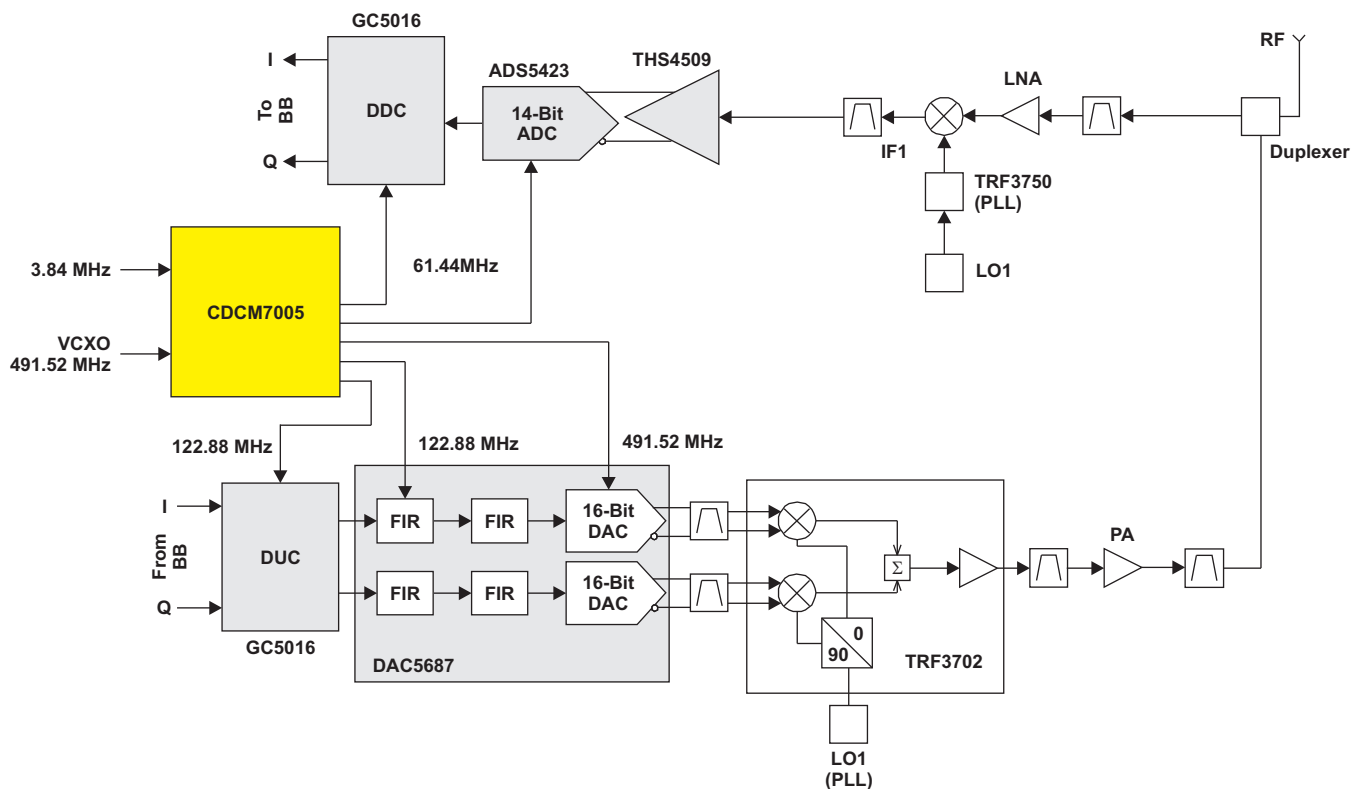 GC5016
I
To
BB
Q
DDC
ADS5423
14-Bit
ADC
THS4509
IF1
LNA
RF
Duplexer
TRF3750
(PLL)
LO1
3.84 MHz
VCXO
491.52 MHz
CDCM7005
61.44MHz
122.88 MHz
122.88 MHz
491.52 MHz
I
From
BB
Q
DUC
GC5016
FIR
FIR
16-Bit
DAC
FIR
FIR
16-Bit
DAC
DAC5687
Σ
0
90
TRF3702
LO1
(PLL)
PA